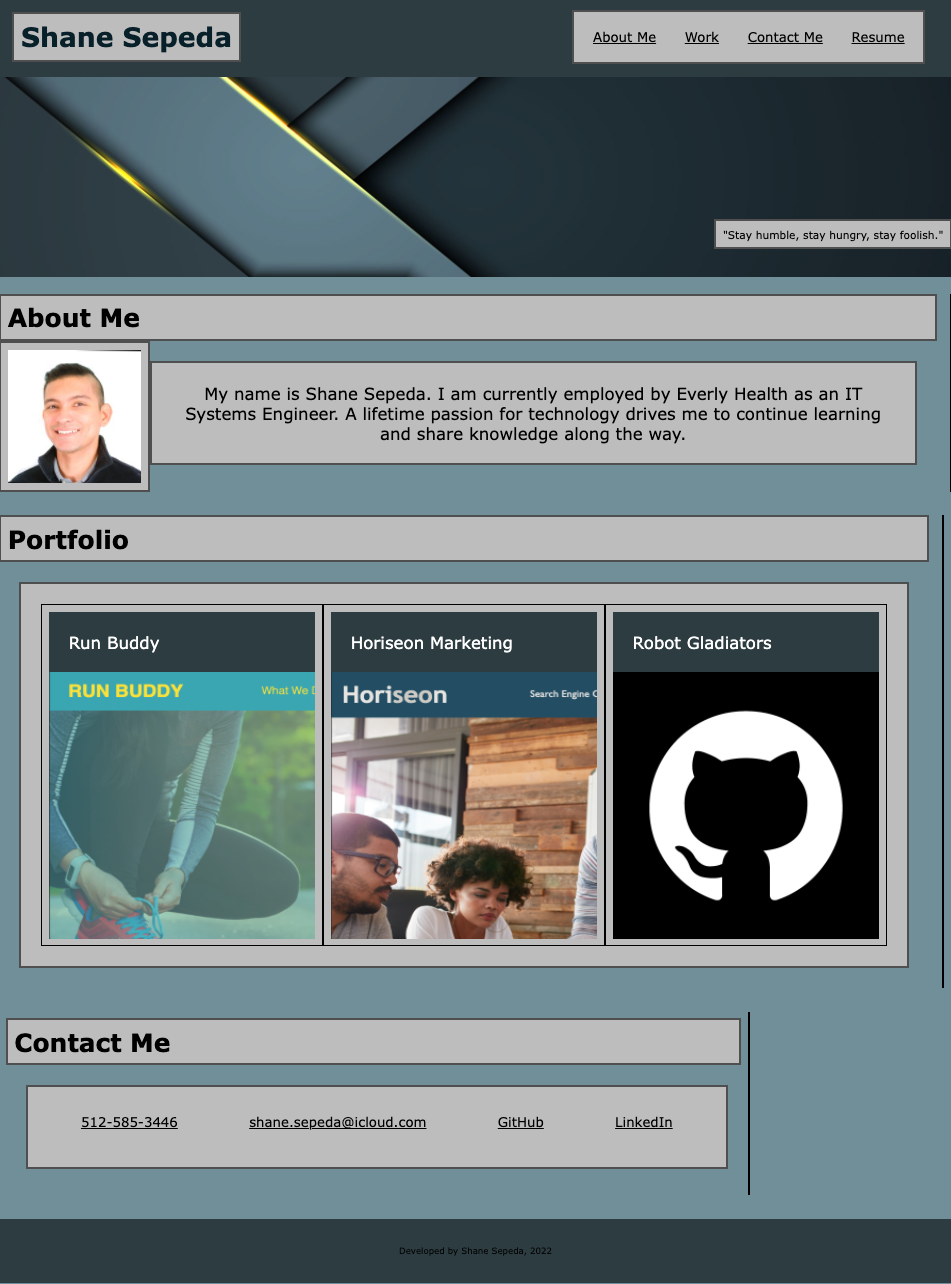 Shane Sepeda
About Me Work Contact Me Resume
"Stay humble, stay hungry, stay foolish."
About Me
My name is Shane Sepeda. I am currently employed by Everly Health as an IT
Systems Engineer. A lifetime passion for technology drives me to continue learning
and share knowledge along the way.
Portfolio
Run Buddy Horiseon Marketing Robot Gladiators
RUN BUDDY What We Horiseon Search Engine
Contact Me
512-585-3446 shane.sepeda@icloud.com GitHub LinkedIn
Developed by Shane Sepeda, 2022